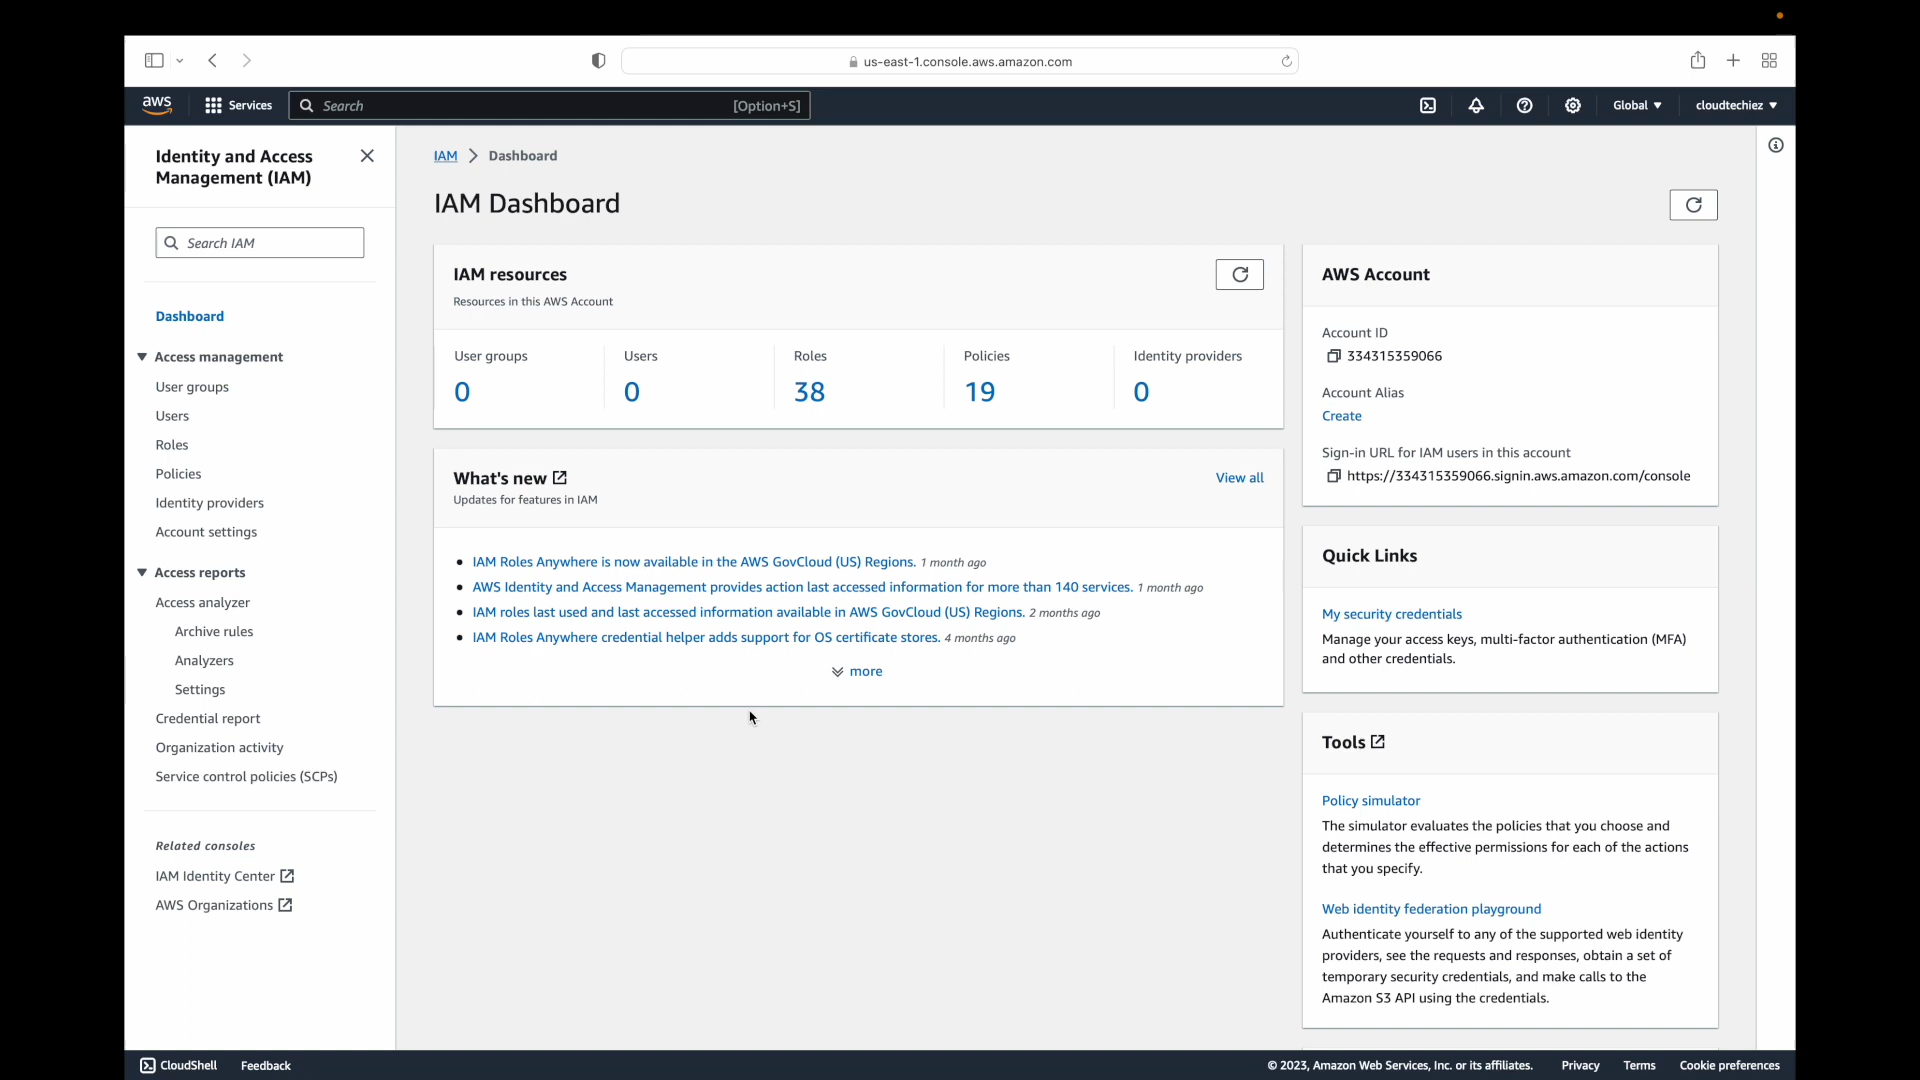 us-east-1.console.aws.amazon.com
aws
Services
Search
[Option+S]
Global
cloudtechiez
Identity and Access
Management (IAM)
Search IAM
Dashboard
Access management
User groups
Users
Roles
Policies
Identity providers
Account settings
Access reports
Access analyzer
Archive rules
Analyzers
Settings
Credential report
Organization activity
Service control policies (SCPs)
Related consoles
IAM Identity Center
AWS Organizations
IAM > Dashboard
IAM Dashboard
IAM resources
Resources in this AWS Account
User groups
0
Users
0
Roles
38
Policies
19
Identity providers
0
What's new
View all
Updates for features in IAM
IAM Roles Anywhere is now available in the AWS GovCloud (US) Regions. 1 month ago
AWS Identity and Access Management provides action last accessed information for more than 140 services. 1 month ago
IAM roles last used and last accessed information available in AWS GovCloud (US) Regions. 2 months ago
IAM Roles Anywhere credential helper adds support for OS certificate stores. 4 months ago
more
AWS Account
Account ID
334315359066
Account Alias
Create
Sign-in URL for IAM users in this account
https://334315359066.signin.aws.amazon.com/console
Quick Links
My security credentials
Manage your access keys, multi-factor authentication (MFA)
and other credentials.
Tools
Policy simulator
The simulator evaluates the policies that you choose and
determines the effective permissions for each of the actions
that you specify.
Web identity federation playground
Authenticate yourself to any of the supported web identity
providers, see the requests and responses, obtain a set of
temporary security credentials, and make calls to the
Amazon S3 API using the credentials.
CloudShell
Feedback
© 2023, Amazon Web Services, Inc. or its affiliates.
Privacy
Terms
Cookie preferences